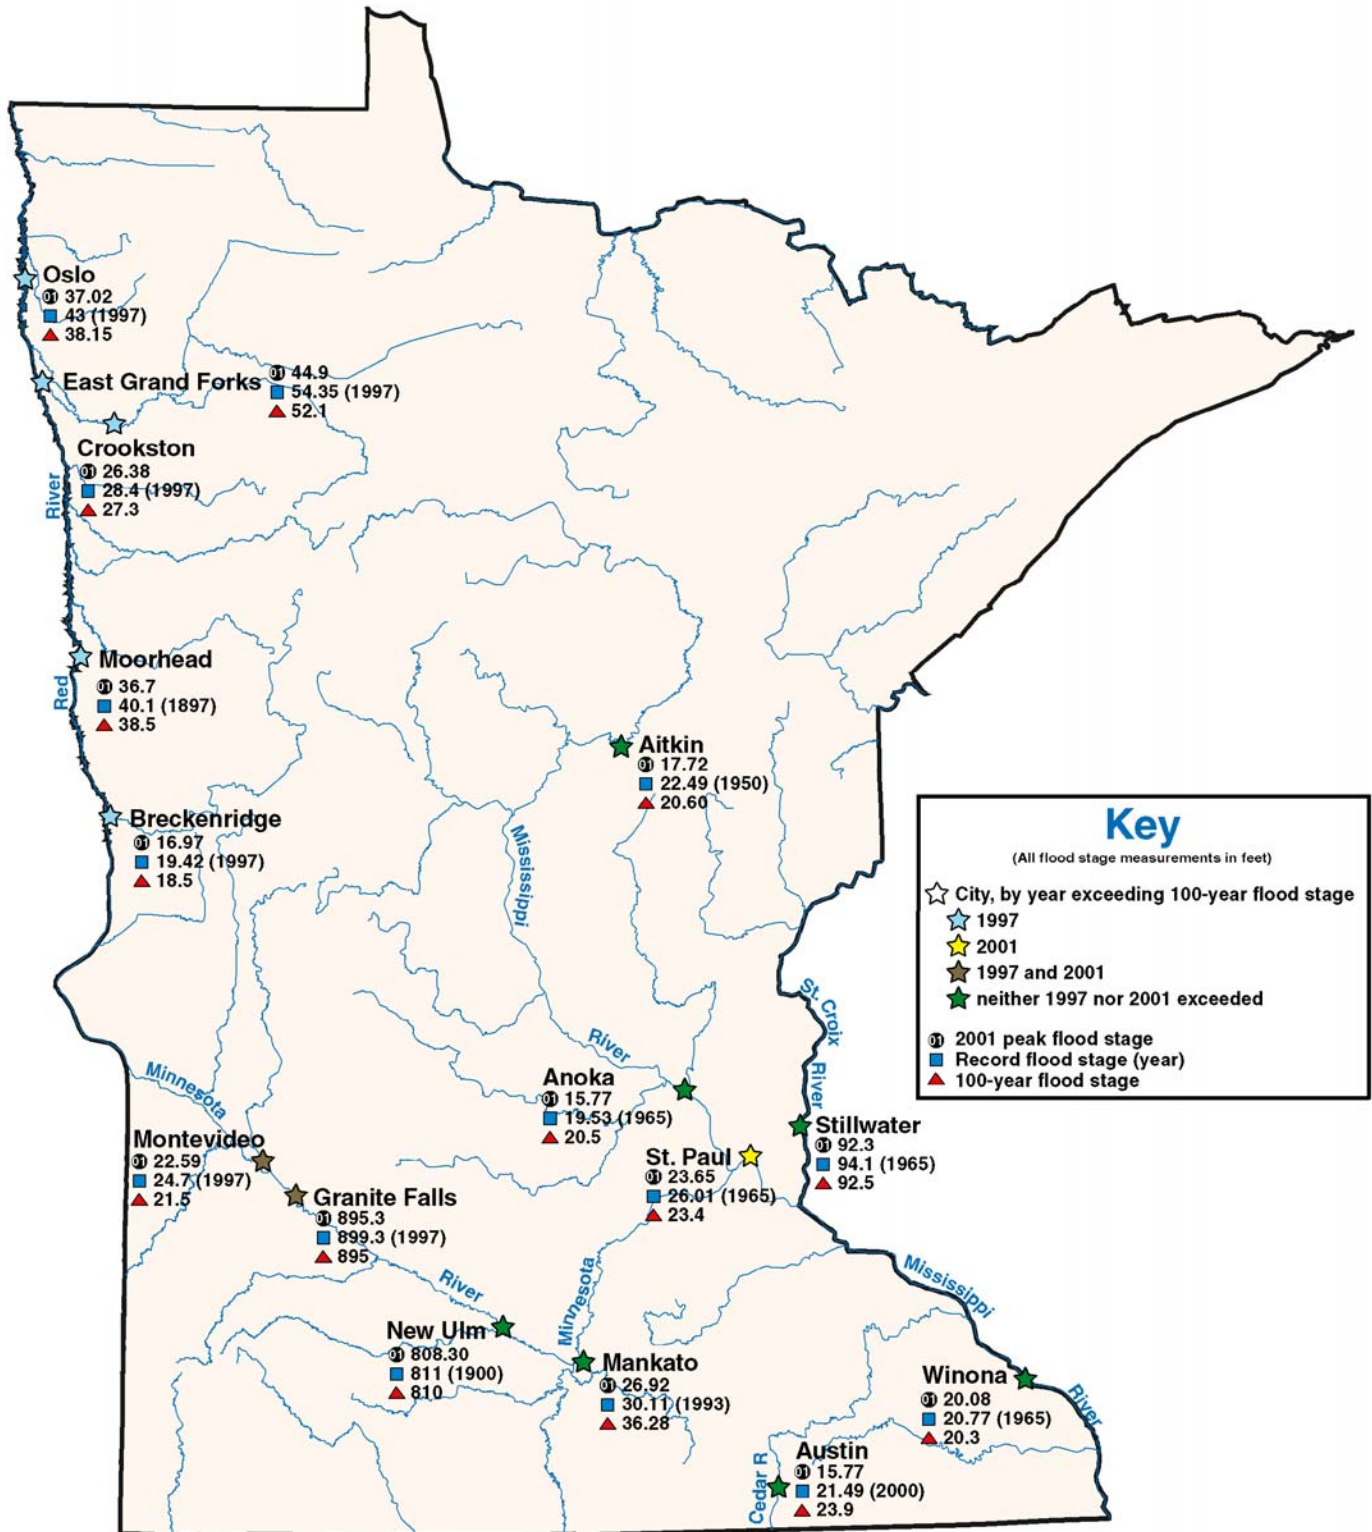 Oslo
01 37.02
43 (1997)
38.15
East Grand Forks
01 44.9
54.35 (1997)
52.1
Crookston
01 26.38
28.4 (1997)
27.3
River
Red
Moorhead
01 36.7
40.1 (1897)
38.5
Breckenridge
01 16.97
19.42 (1997)
18.5
Aitkin
01 17.72
22.49 (1950)
20.60
Mississippi
River
Key
(All flood stage measurements in feet)
City, by year exceeding 100-year flood stage
1997
2001
1997 and 2001
neither 1997 nor 2001 exceeded
01 2001 peak flood stage
Record flood stage (year)
100-year flood stage
St. Croix
River
Minnesota
Anoka
01 15.77
19.53 (1965)
20.5
Stillwater
01 92.3
94.1 (1965)
92.5
Montevideo
01 22.59
24.7 (1997)
21.5
St. Paul
01 23.65
26.01 (1965)
23.4
Granite Falls
01 895.3
899.3 (1997)
895
River
Minnesota
Mississippi
River
New Ulm
01 808.30
811 (1900)
810
Mankato
01 26.92
30.11 (1993)
36.28
Winona
01 20.08
20.77 (1965)
20.3
Cedar R
Austin
01 15.77
21.49 (2000)
23.9